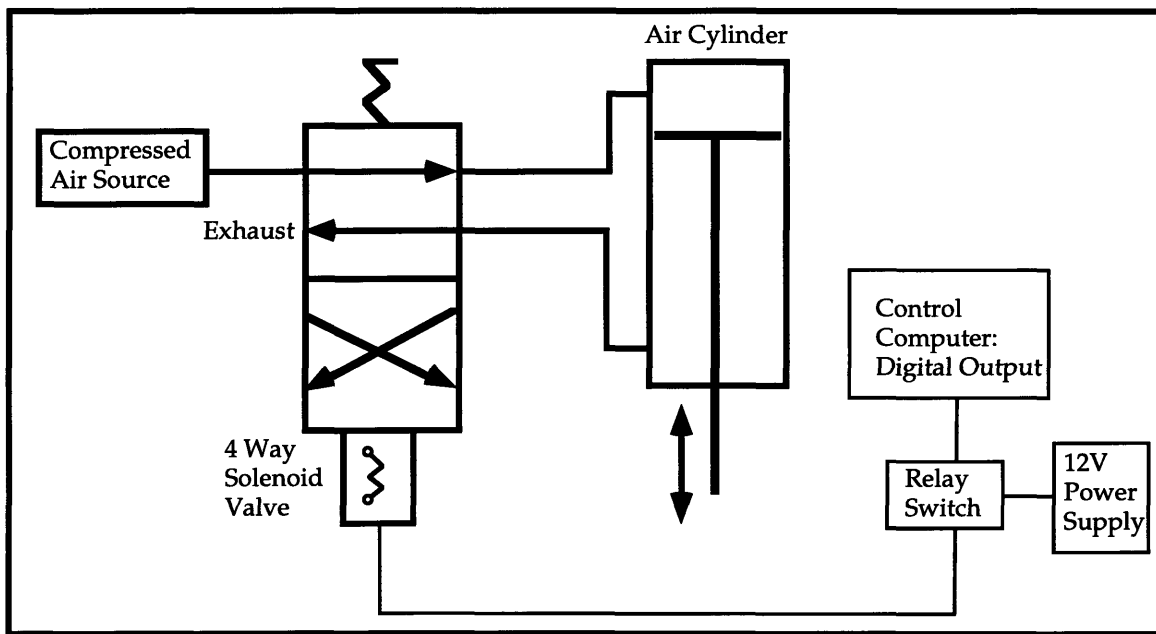 Air Cylinder
Compressed
Air Source
Exhaust
4 Way
Solenoid
Valve
Control
Computer:
Digital Output
Relay
Switch
12V
Power
Supply